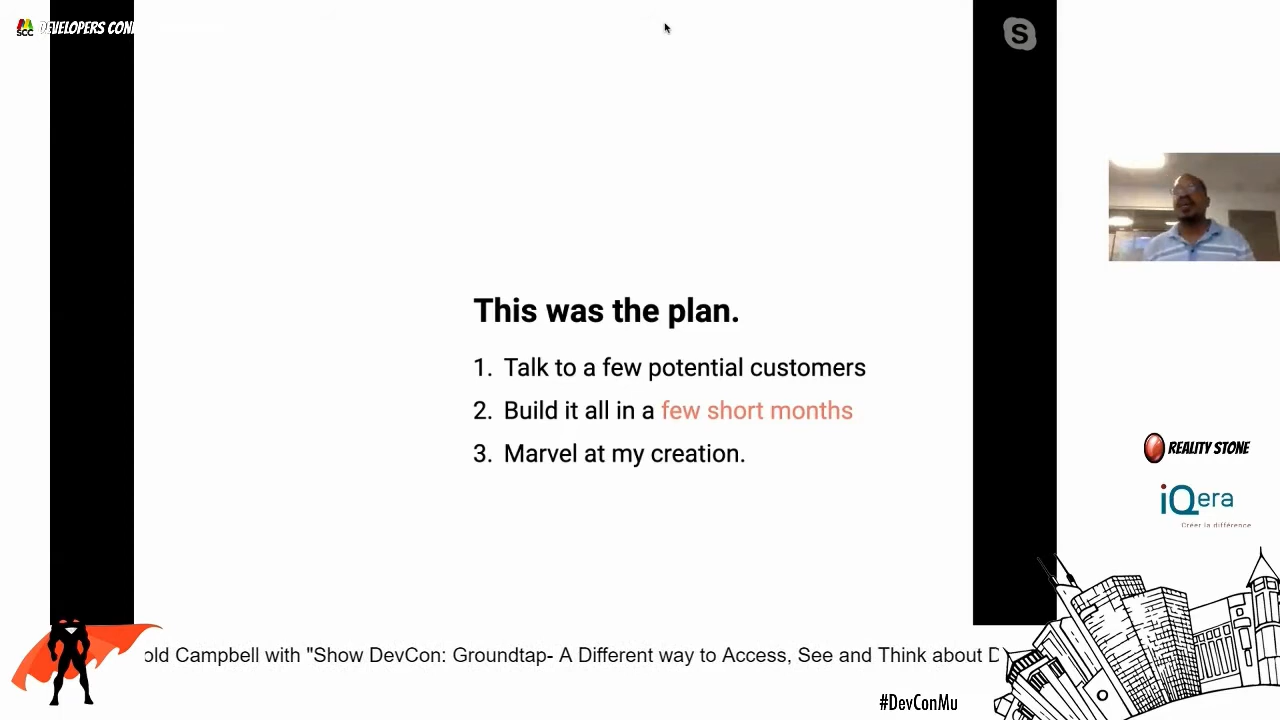 SCC DEVELOPERS
S
This was the plan.
1. Talk to a few potential customers
2. Build it all in a few short months
3. Marvel at my creation.
REALITY STONE
iQera
Créer la différence
Campbell with "Show DevCon: Groundtap- A Different way to Access, See and Think about
#DevConMu